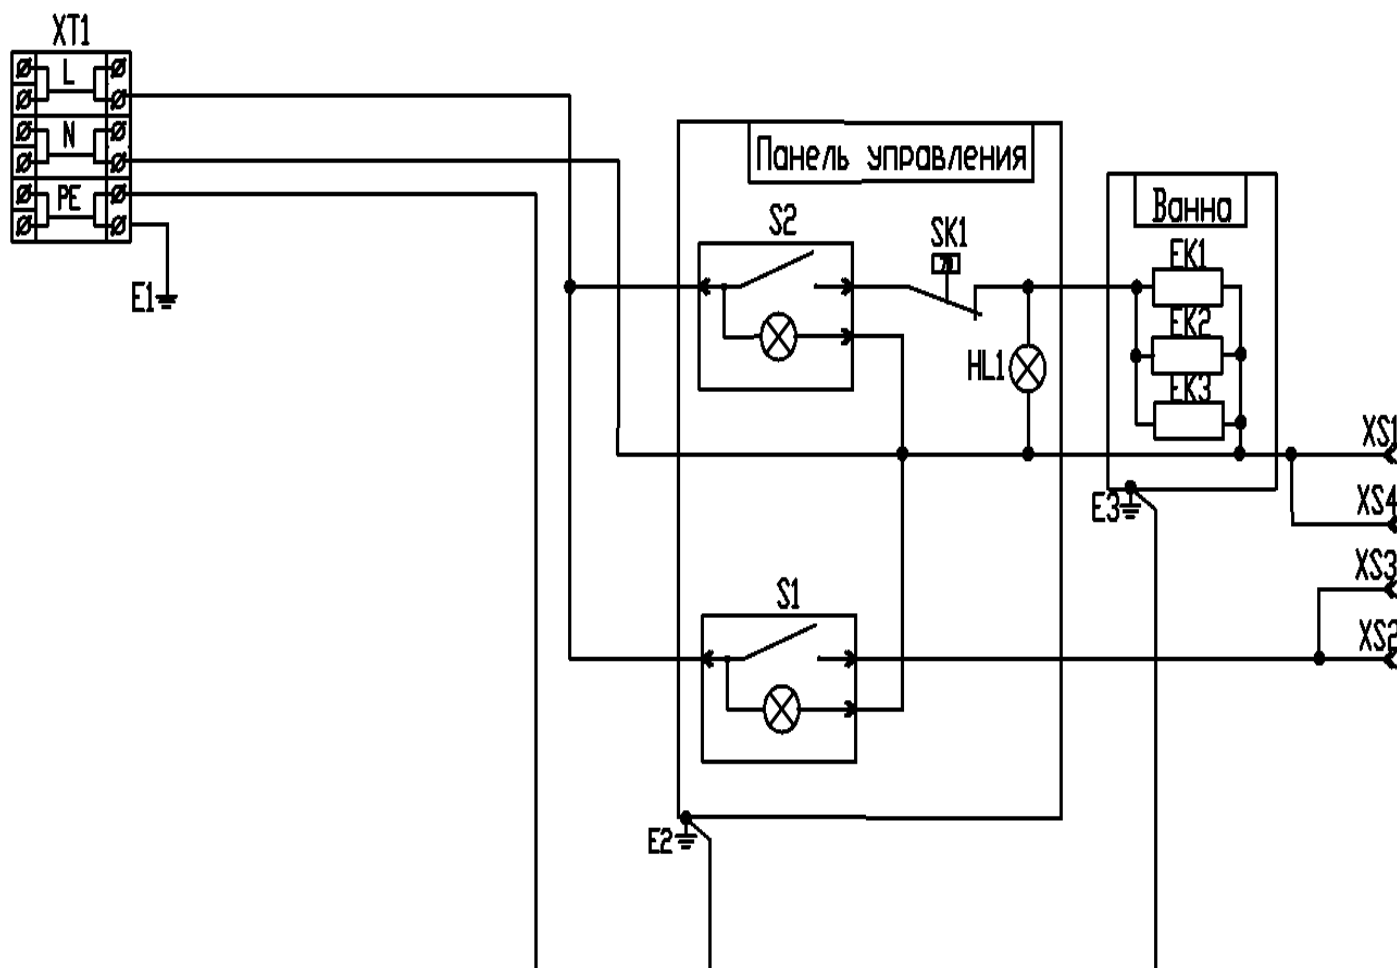 XT1
L
N
PE
E1
Панель управления
S2
SK1
HL1
Ванна
EK1
EK2
EK3
XS1
XS4
E3
XS3
XS2
S1
E2